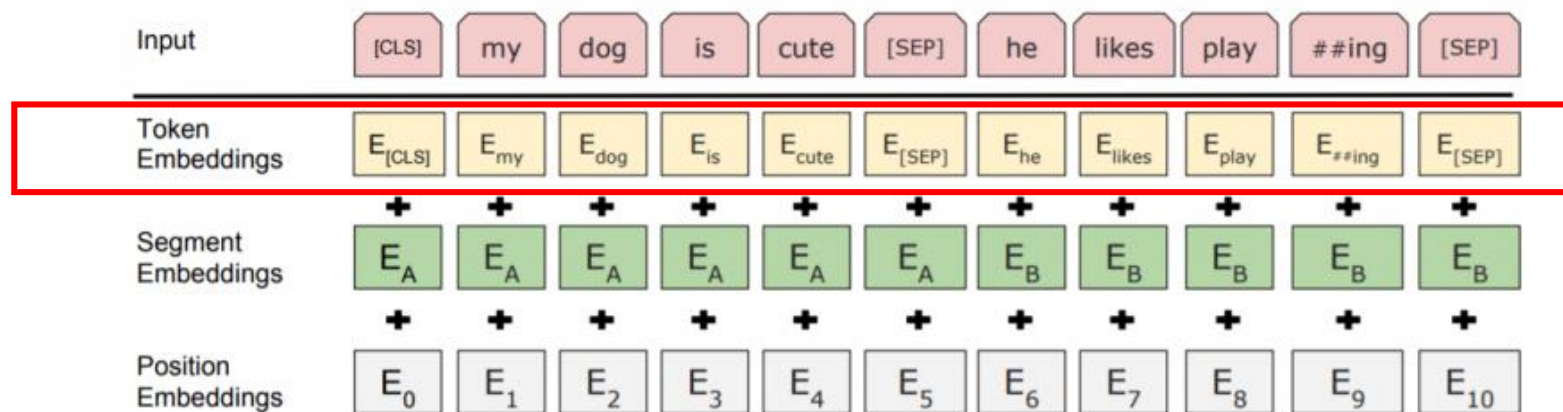 Input [CLS] my dog is cute [SEP] he likes play ##ing [SEP]
Token Embeddings E[CLS] Emy Edog Eis Ecute E[SEP] Ehe Elikes Eplay E##ing E[SEP]
+ + + + + + + + + + +
Segment Embeddings EA EA EA EA EA EA EB EB EB EB EB
+ + + + + + + + + + +
Position Embeddings E0 E1 E2 E3 E4 E5 E6 E7 E8 E9 E10